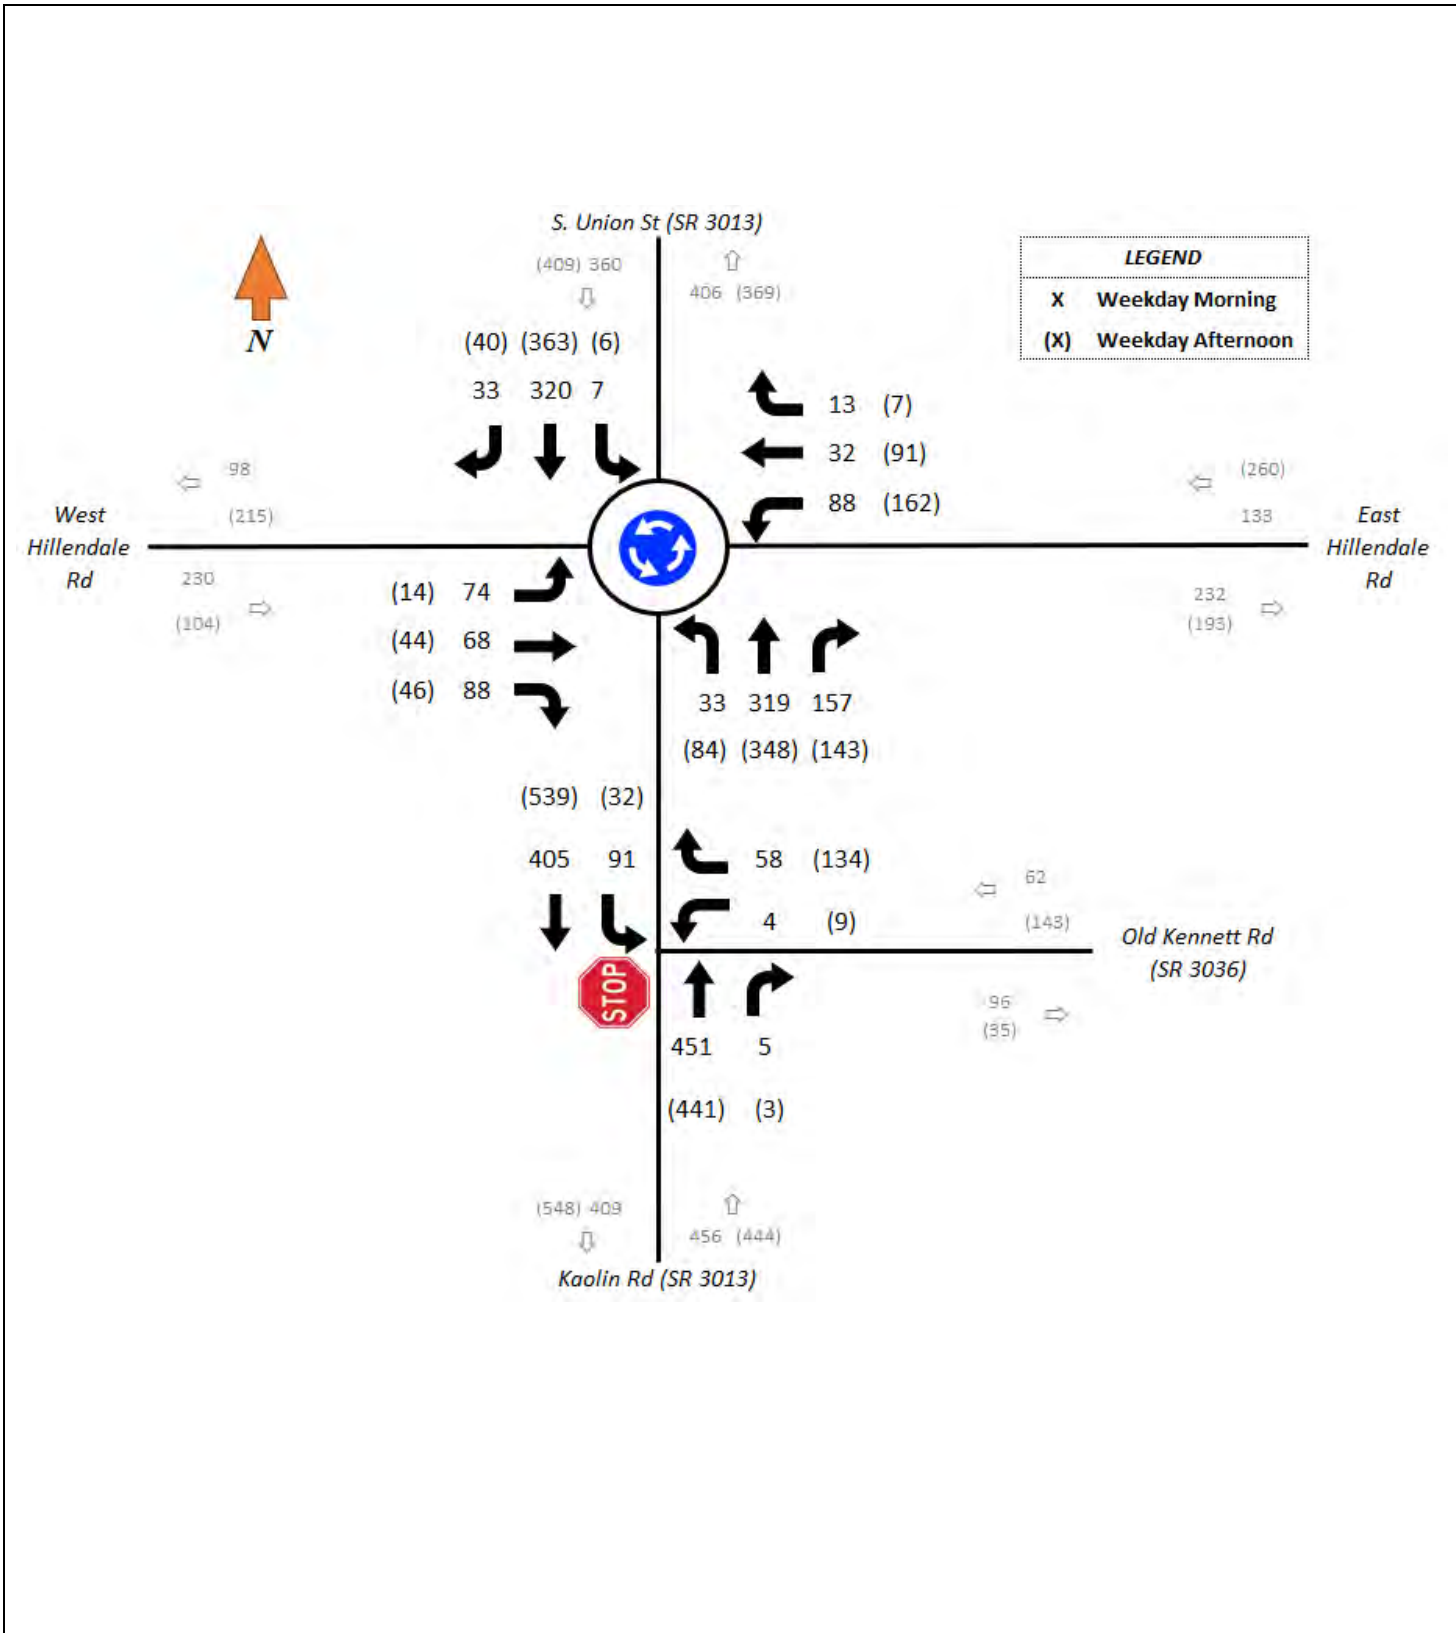 S. Union St (SR 3013)
(409) 360
406 (369)
LEGEND
X Weekday Morning
(X) Weekday Afternoon
N
(40) (363) (6)
33 320 7
13 (7)
32 (91)
88 (162)
98
(215)
(260)
133
West
Hillendale
Rd
East
Hillendale
Rd
230
(104)
232
(193)
(14) 74
(44) 68
(46) 88
33 319 157
(84) (348) (143)
(539) (32)
405 91
58 (134)
4 (9)
62
(143)
Old Kennett Rd
(SR 3036)
STOP
96
(35)
451 5
(441) (3)
(548) 409
456 (444)
Kaolin Rd (SR 3013)